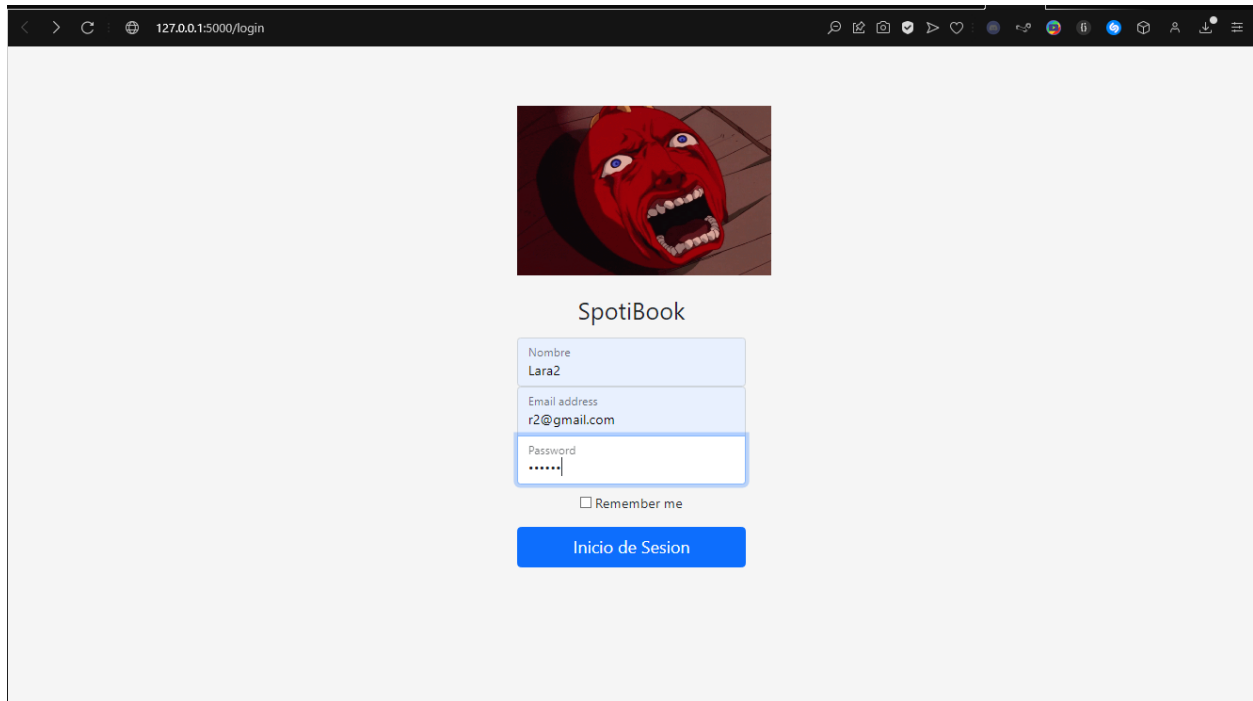 127.0.0.1:5000/login
SpotiBook
Nombre
Lara2
Email address
r2@gmail.com
Password
••••••
Remember me
Inicio de Sesion